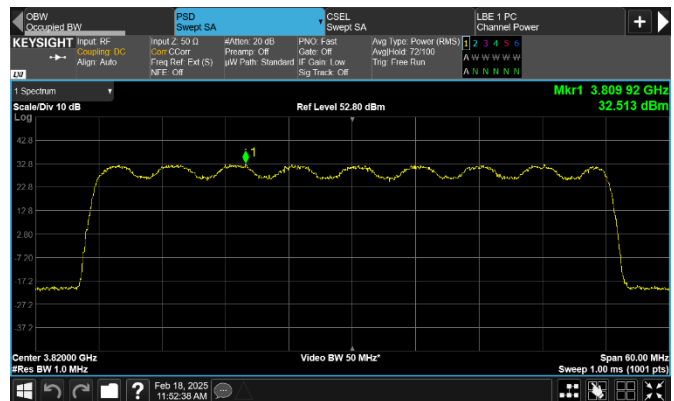 OBW
Occupied BW
PSD
Swept SA
CSEL
Swept SA
LBE 1 PC
Channel Power
KEYSIGHT
Input: RF
Coupling: DC
Align: Auto
Input Z: 50 Ω
Corr CCorr
Freq Ref: Ext (S)
NFE: Off
#Atten: 20 dB
Preamp: Off
µW Path: Standard
PNO: Fast
Gate: Off
IF Gain: Low
Sig Track: Off
Avg Type: Power (RMS)
Avg|Hold: 72/100
Trig: Free Run
1 2 3 4 5 6
A W W W W W
A N N N N N
LXI
1 Spectrum
Scale/Div 10 dB
Ref Level 52.80 dBm
Mkr1 3.809 92 GHz
32.513 dBm
Log
1
42.8
32.8
22.8
12.8
2.80
-7.20
-17.2
-27.2
-37.2
Center 3.82000 GHz
Video BW 50 MHz*
Span 60.00 MHz
#Res BW 1.0 MHz
Sweep 1.00 ms (1001 pts)
?
Feb 18, 2025
11:52:38 AM